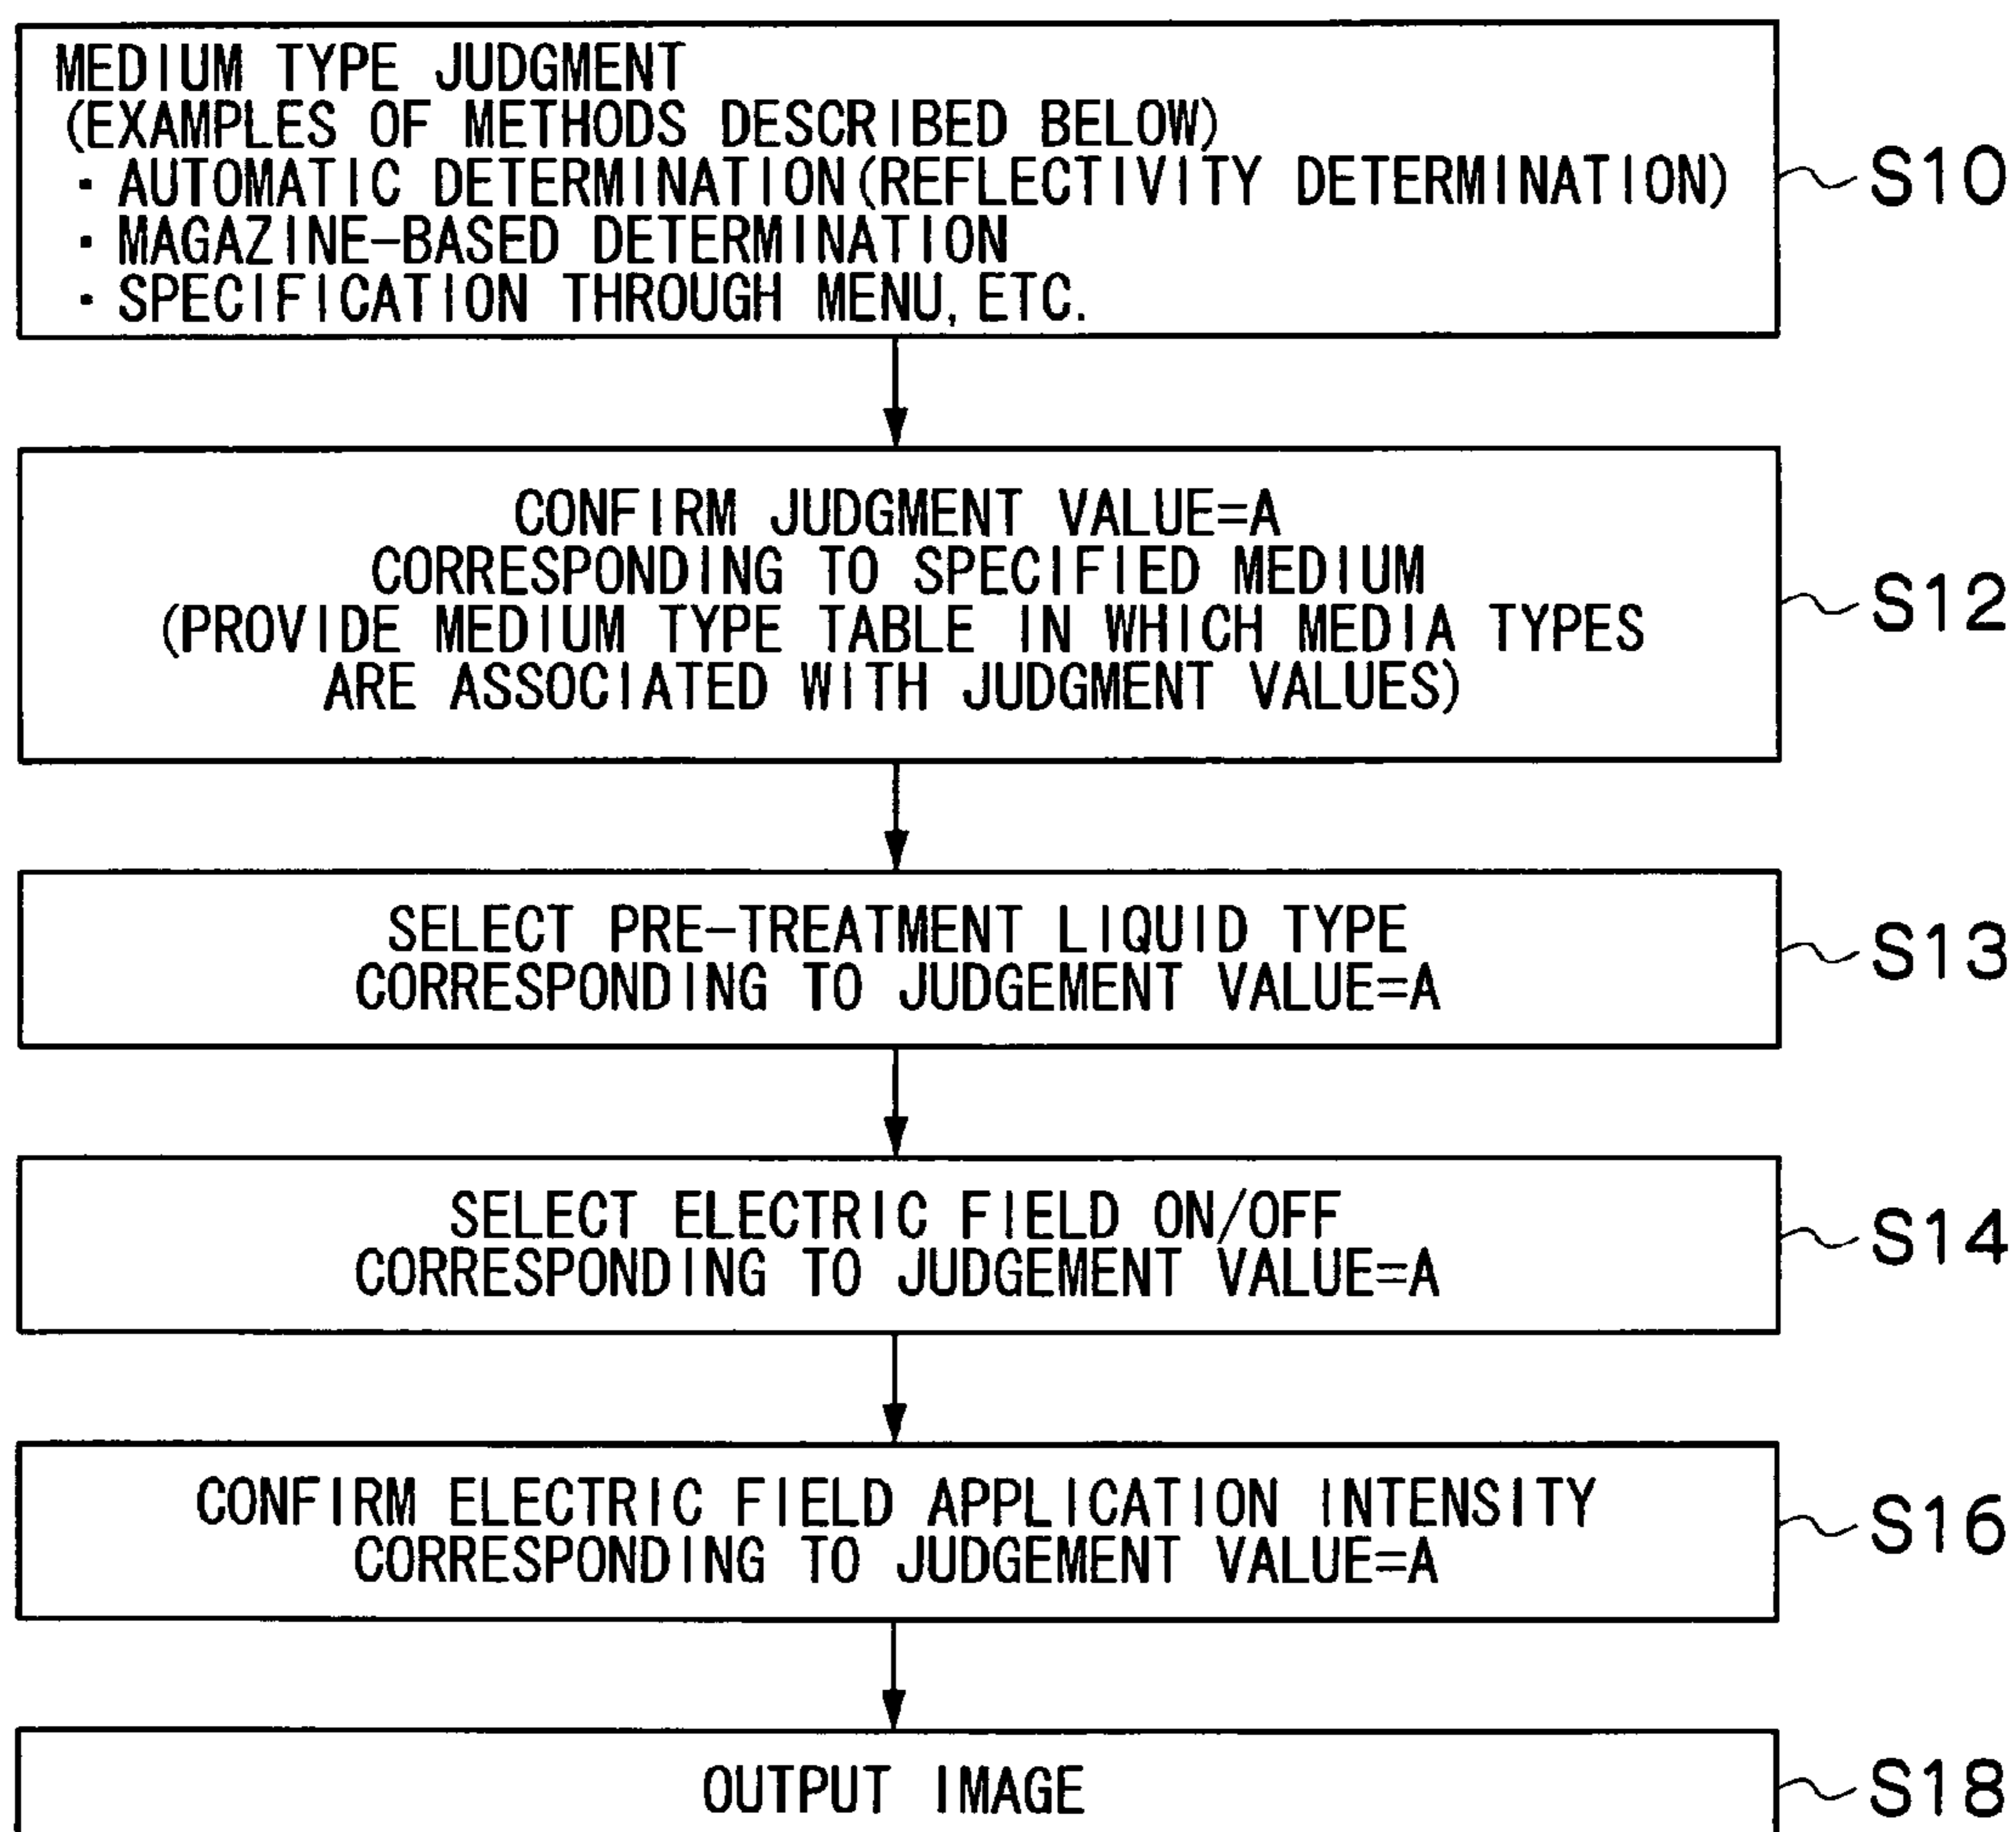 MEDIUM TYPE JUDGMENT
(EXAMPLES OF METHODS DESCRIBED BELOW)
・AUTOMATIC DETERMINATION(REFLECTIVITY DETERMINATION)
・MAGAZINE-BASED DETERMINATION
・SPECIFICATION THROUGH MENU, ETC.
S10
CONFIRM JUDGMENT VALUE=A
CORRESPONDING TO SPECIFIED MEDIUM
(PROVIDE MEDIUM TYPE TABLE IN WHICH MEDIA TYPES
ARE ASSOCIATED WITH JUDGMENT VALUES)
S12
SELECT PRE-TREATMENT LIQUID TYPE
CORRESPONDING TO JUDGEMENT VALUE=A
S13
SELECT ELECTRIC FIELD ON/OFF
CORRESPONDING TO JUDGEMENT VALUE=A
S14
CONFIRM ELECTRIC FIELD APPLICATION INTENSITY
CORRESPONDING TO JUDGEMENT VALUE=A
S16
OUTPUT IMAGE
S18